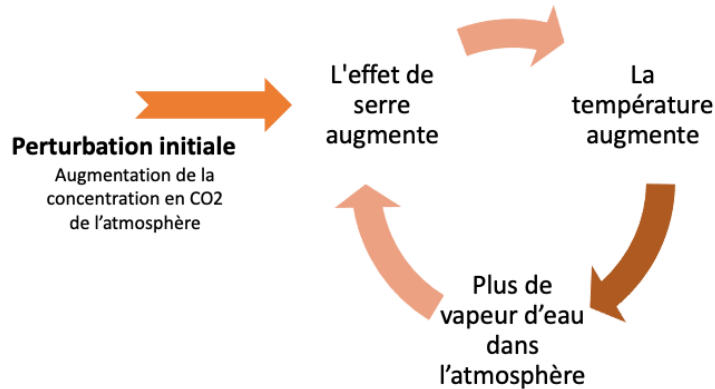 Perturbation initiale
Augmentation de la
concentration en CO2
de l’atmosphère
L'effet de
serre
augmente
La
température
augmente
Plus de
vapeur d’eau
dans
l’atmosphère